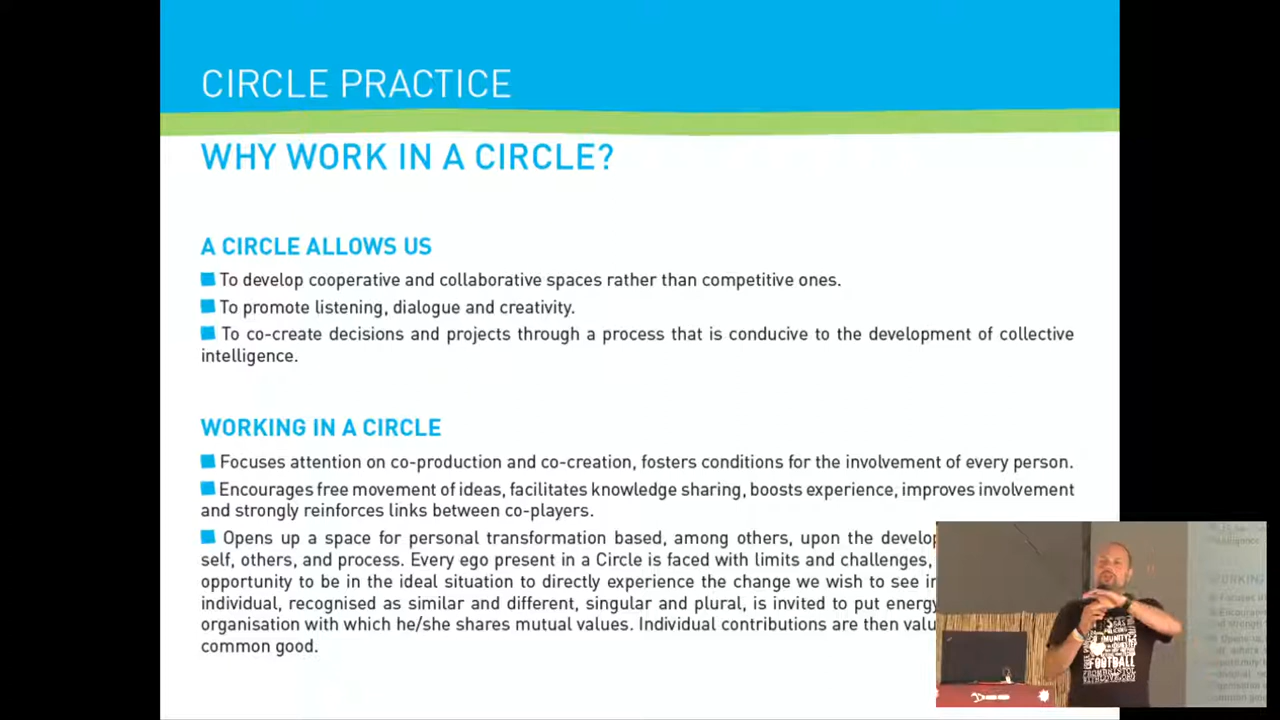 CIRCLE PRACTICE
WHY WORK IN A CIRCLE?
A CIRCLE ALLOWS US
To develop cooperative and collaborative spaces rather than competitive ones.
To promote listening, dialogue and creativity.
To co-create decisions and projects through a process that is conducive to the development of collective
intelligence.
WORKING IN A CIRCLE
Focuses attention on co-production and co-creation, fosters conditions for the involvement of every person.
Encourages free movement of ideas, facilitates knowledge sharing, boosts experience, improves involvement
and strongly reinforces links between co-players.
Opens up a space for personal transformation based, among others, upon the develop
self, others, and process. Every ego present in a Circle is faced with limits and challenges,
opportunity to be in the ideal situation to directly experience the change we wish to see in
individual, recognised as similar and different, singular and plural, is invited to put energy
organisation with which he/she shares mutual values. Individual contributions are then valu
common good.
FOOTBALL